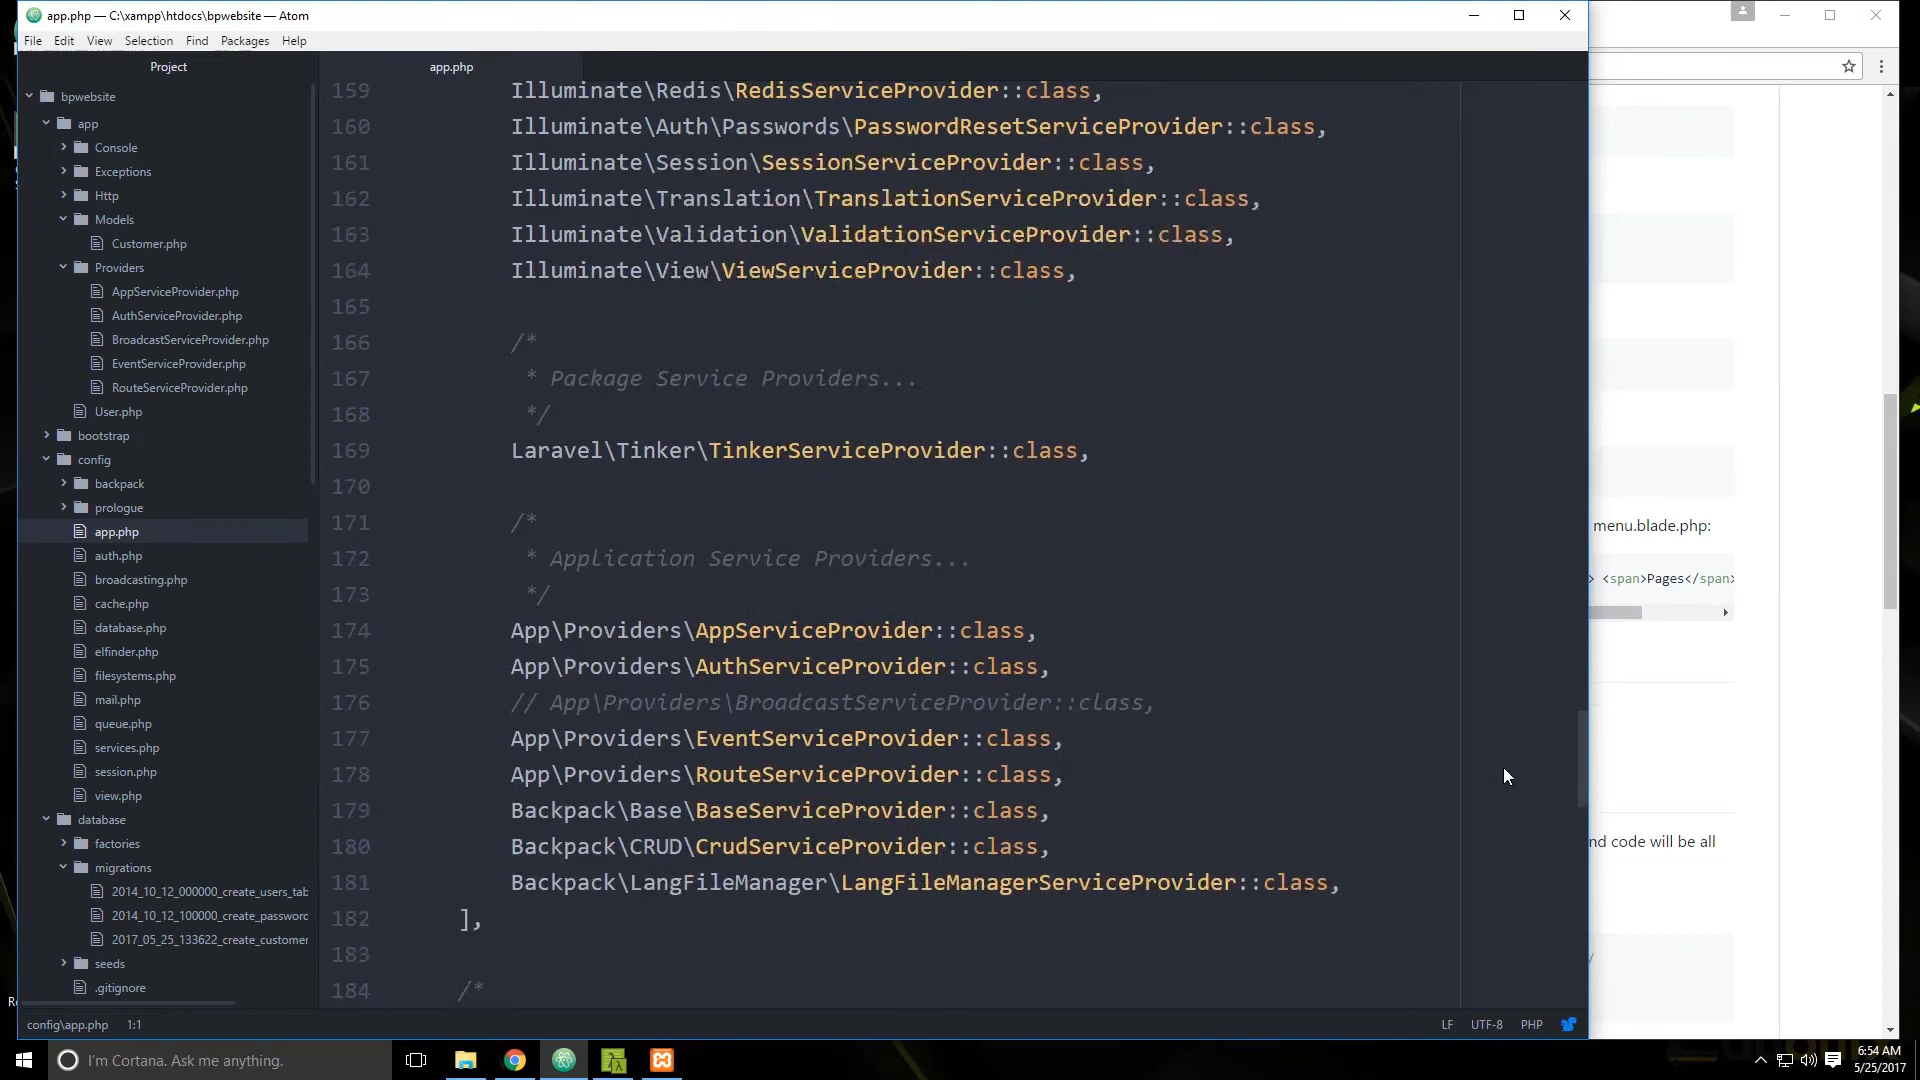 app.php — C:\xampp\htdocs\bpwebsite — Atom
File Edit View Selection Find Packages Help
Project
app.php
bpwebsite
app
Console
Exceptions
Http
Models
Customer.php
Providers
AppServiceProvider.php
AuthServiceProvider.php
BroadcastServiceProvider.php
EventServiceProvider.php
RouteServiceProvider.php
User.php
bootstrap
config
backpack
prologue
app.php
auth.php
broadcasting.php
cache.php
database.php
elfinder.php
filesystems.php
mail.php
queue.php
services.php
session.php
view.php
database
factories
migrations
2014_10_12_000000_create_users_tab
2014_10_12_100000_create_password
2017_05_25_133622_create_customer
seeds
.gitignore
159 Illuminate\Redis\RedisServiceProvider::class,
160 Illuminate\Auth\Passwords\PasswordResetServiceProvider::class,
161 Illuminate\Session\SessionServiceProvider::class,
162 Illuminate\Translation\TranslationServiceProvider::class,
163 Illuminate\Validation\ValidationServiceProvider::class,
164 Illuminate\View\ViewServiceProvider::class,
165
166 /*
167 * Package Service Providers...
168 */
169 Laravel\Tinker\TinkerServiceProvider::class,
170
171 /*
172 * Application Service Providers...
173 */
174 App\Providers\AppServiceProvider::class,
175 App\Providers\AuthServiceProvider::class,
176 // App\Providers\BroadcastServiceProvider::class,
177 App\Providers\EventServiceProvider::class,
178 App\Providers\RouteServiceProvider::class,
179 Backpack\Base\BaseServiceProvider::class,
180 Backpack\CRUD\CrudServiceProvider::class,
181 Backpack\LangFileManager\LangFileManagerServiceProvider::class,
182 ],
183
184 /*
menu.blade.php:
> <span>Pages</span>
nd code will be all
/
config\app.php 1:1
LF UTF-8 PHP
I'm Cortana. Ask me anything.
6:54 AM
5/25/2017